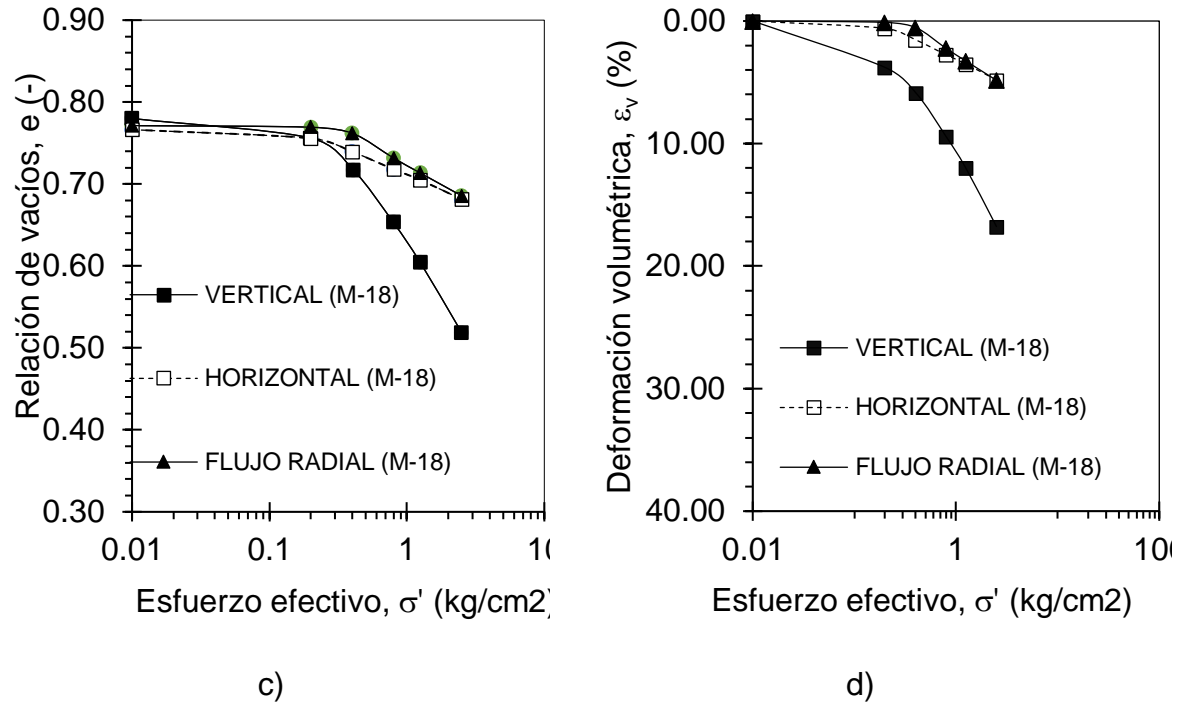 0.90
0.80
0.70
0.60
0.50
0.40
0.30
Relación de vacíos, e (-)
VERTICAL (M-18)
HORIZONTAL (M-18)
FLUJO RADIAL (M-18)
0.01
0.1
1
10
Esfuerzo efectivo, σ' (kg/cm2)
c)
0.00
10.00
20.00
30.00
40.00
Deformación volumétrica, εv (%)
VERTICAL (M-18)
HORIZONTAL (M-18)
FLUJO RADIAL (M-18)
0.01
1
100
Esfuerzo efectivo, σ' (kg/cm2)
d)